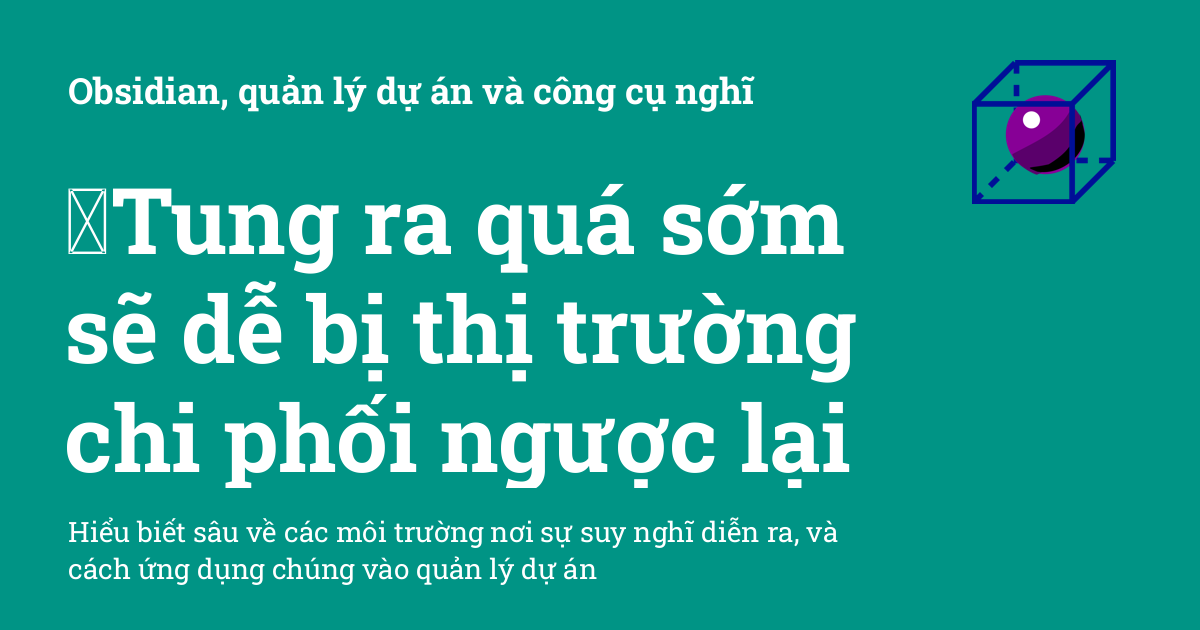 Obsidian, quản lý dự án và công cụ nghĩ
Tung ra quá sớm
sẽ dễ bị thị trường
chi phối ngược lại
Hiểu biết sâu về các môi trường nơi sự suy nghĩ diễn ra, và
cách ứng dụng chúng vào quản lý dự án